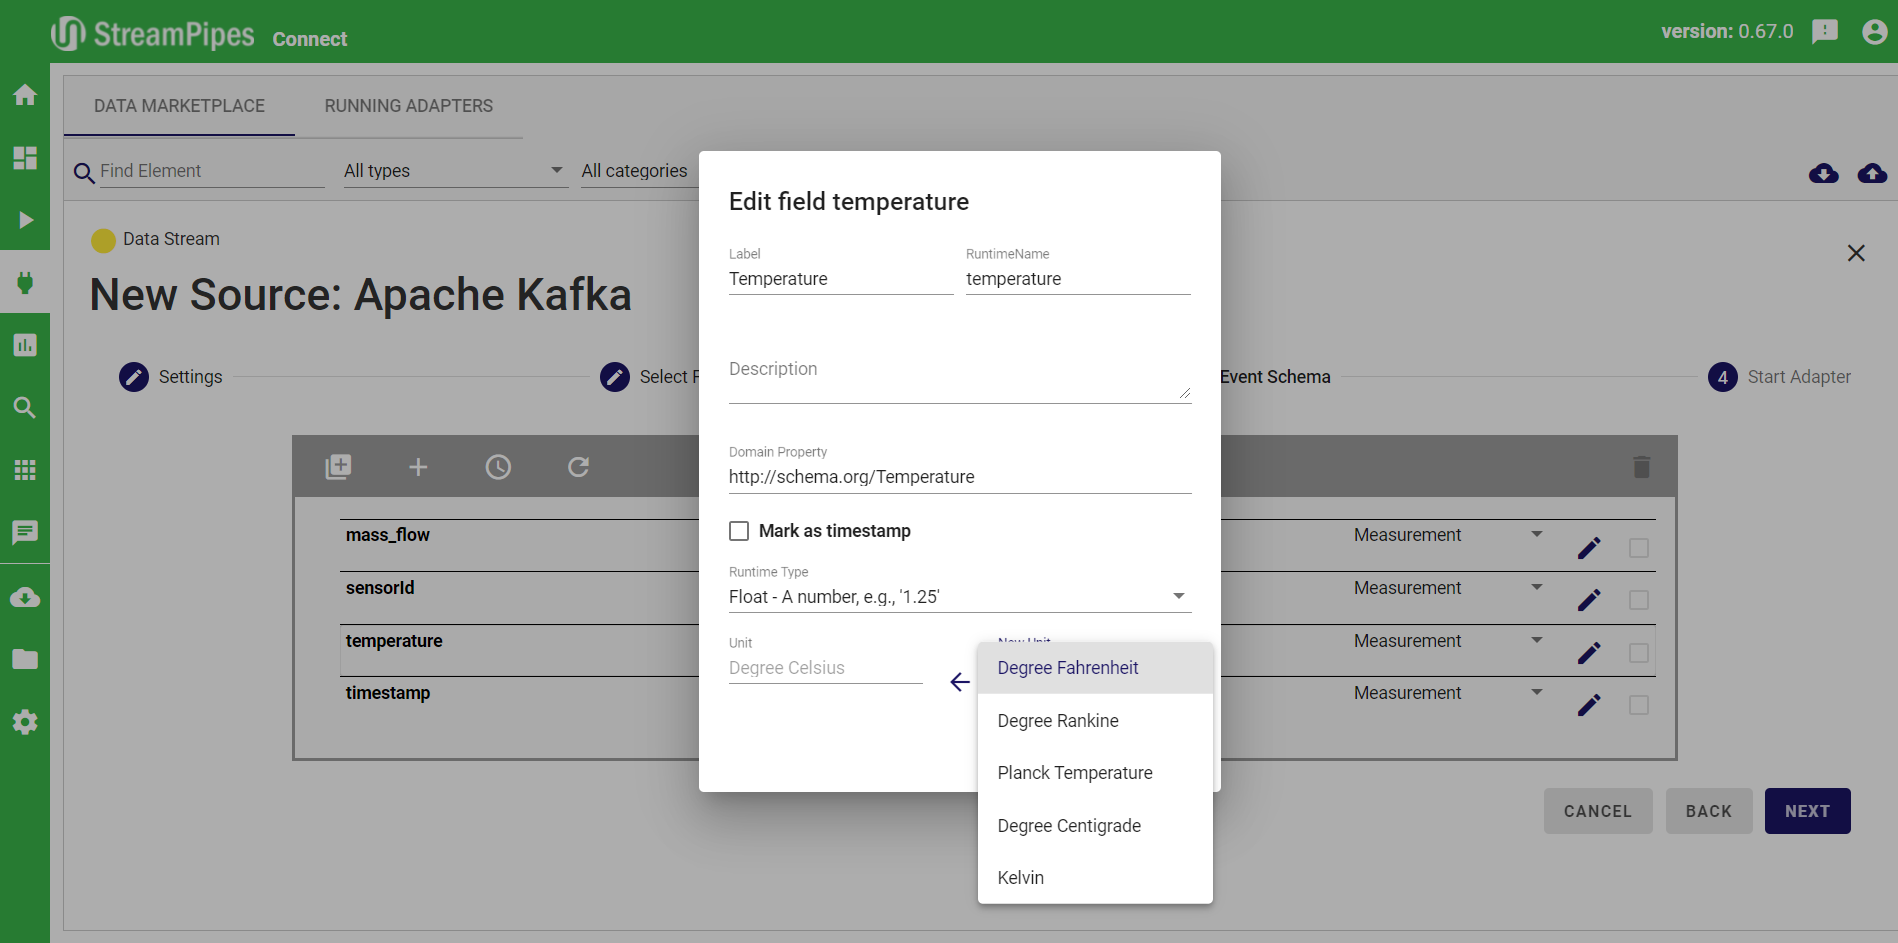 StreamPipes Connect
version: 0.67.0
DATA MARKETPLACE
RUNNING ADAPTERS
Find Element
All types
All categories
Data Stream
New Source: Apache Kafka
Settings
Select
Event Schema
4
Start Adapter
Edit field temperature
Label
RuntimeName
Temperature
temperature
Description
Domain Property
http://schema.org/Temperature
Mark as timestamp
Runtime Type
Float - A number, e.g., '1.25'
Unit
New Unit
Degree Celsius
Degree Fahrenheit
Degree Rankine
Planck Temperature
Degree Centigrade
Kelvin
mass_flow
Measurement
sensorId
Measurement
temperature
Measurement
timestamp
Measurement
CANCEL
BACK
NEXT